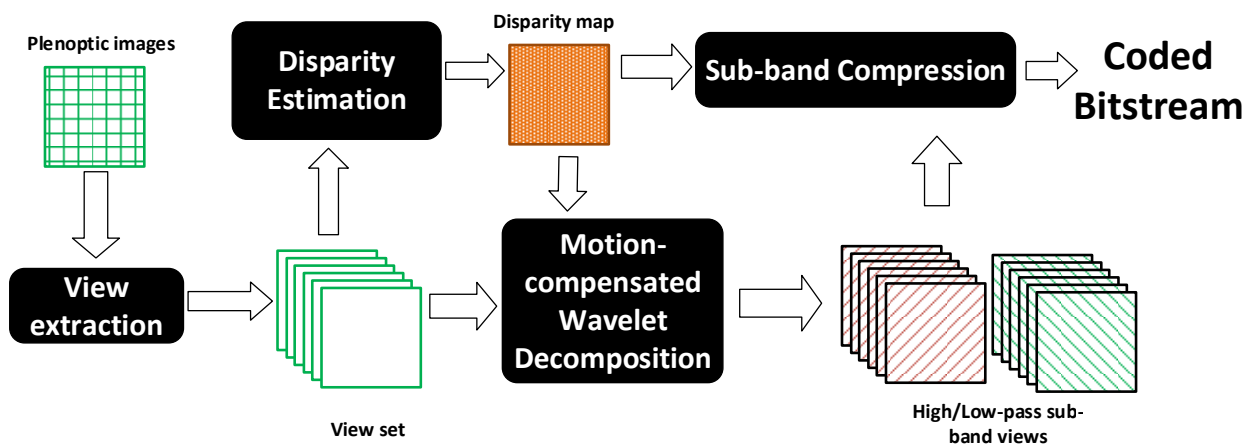 Plenoptic images
Disparity map
Disparity
Estimation
Sub-band Compression
Coded
Bitstream
View
extraction
Motion-
compensated
Wavelet
Decomposition
View set
High/Low-pass sub-
band views